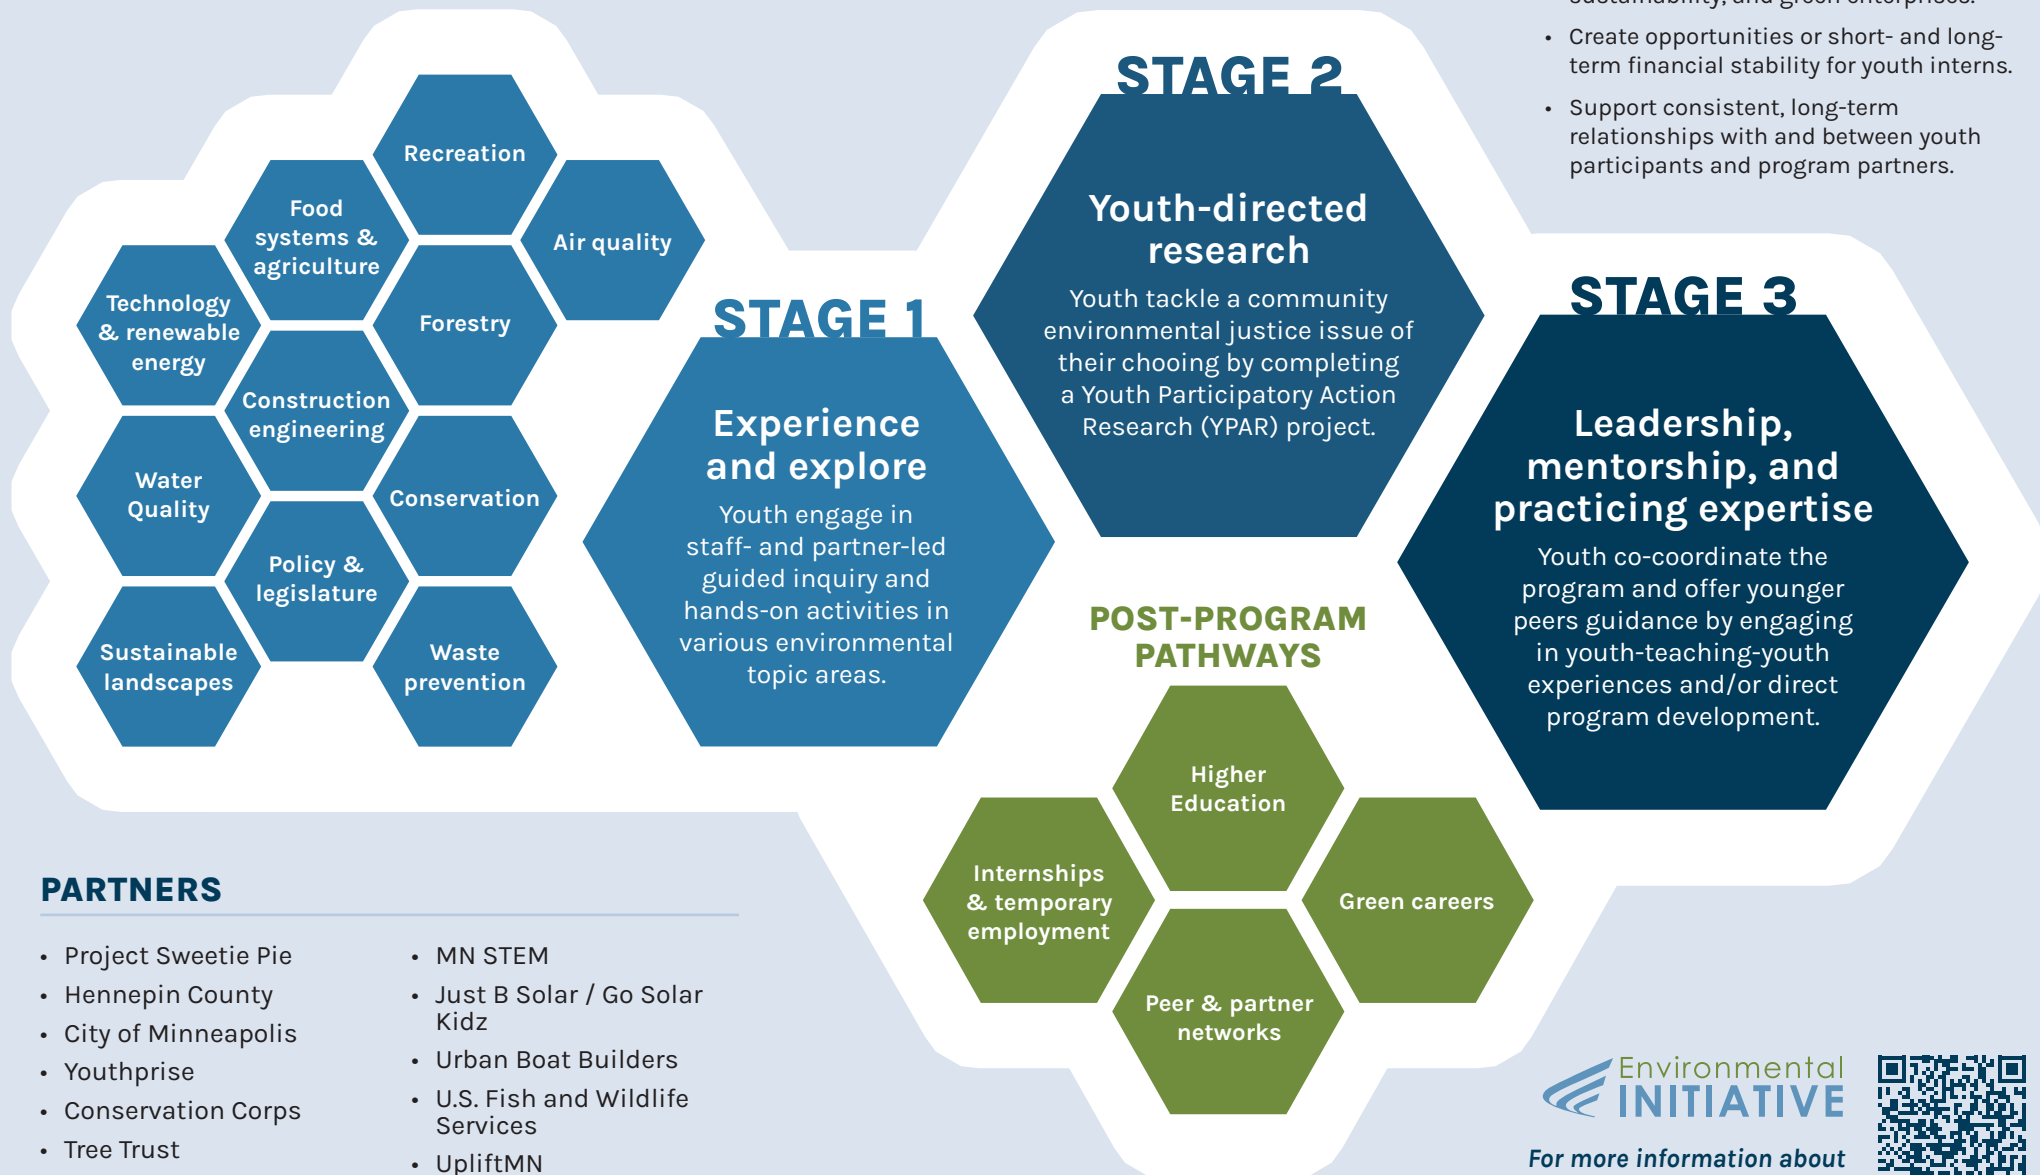 sustainability, and green enterprises.
• Create opportunities or short- and long-
term financial stability for youth interns.
• Support consistent, long-term
relationships with and between youth
participants and program partners.
Recreation
Food
systems &
agriculture
Air quality
Technology
& renewable
energy
Forestry
Construction
engineering
Water
Quality
Conservation
Policy &
legislature
Sustainable
landscapes
Waste
prevention
STAGE 1
Experience
and explore
Youth engage in
staff- and partner-led
guided inquiry and
hands-on activities in
various environmental
topic areas.
STAGE 2
Youth-directed
research
Youth tackle a community
environmental justice issue of
their chooing by completing
a Youth Participatory Action
Research (YPAR) project.
STAGE 3
Leadership,
mentorship, and
practicing expertise
Youth co-coordinate the
program and offer younger
peers guidance by engaging
in youth-teaching-youth
experiences and/or direct
program development.
POST-PROGRAM
PATHWAYS
Higher
Education
Internships
& temporary
employment
Green careers
Peer & partner
networks
PARTNERS
• Project Sweetie Pie
• Hennepin County
• City of Minneapolis
• Youthprise
• Conservation Corps
• Tree Trust
• MN STEM
• Just B Solar / Go Solar
Kidz
• Urban Boat Builders
• U.S. Fish and Wildlife
Services
• UpliftMN
Environmental
INITIATIVE
For more information about